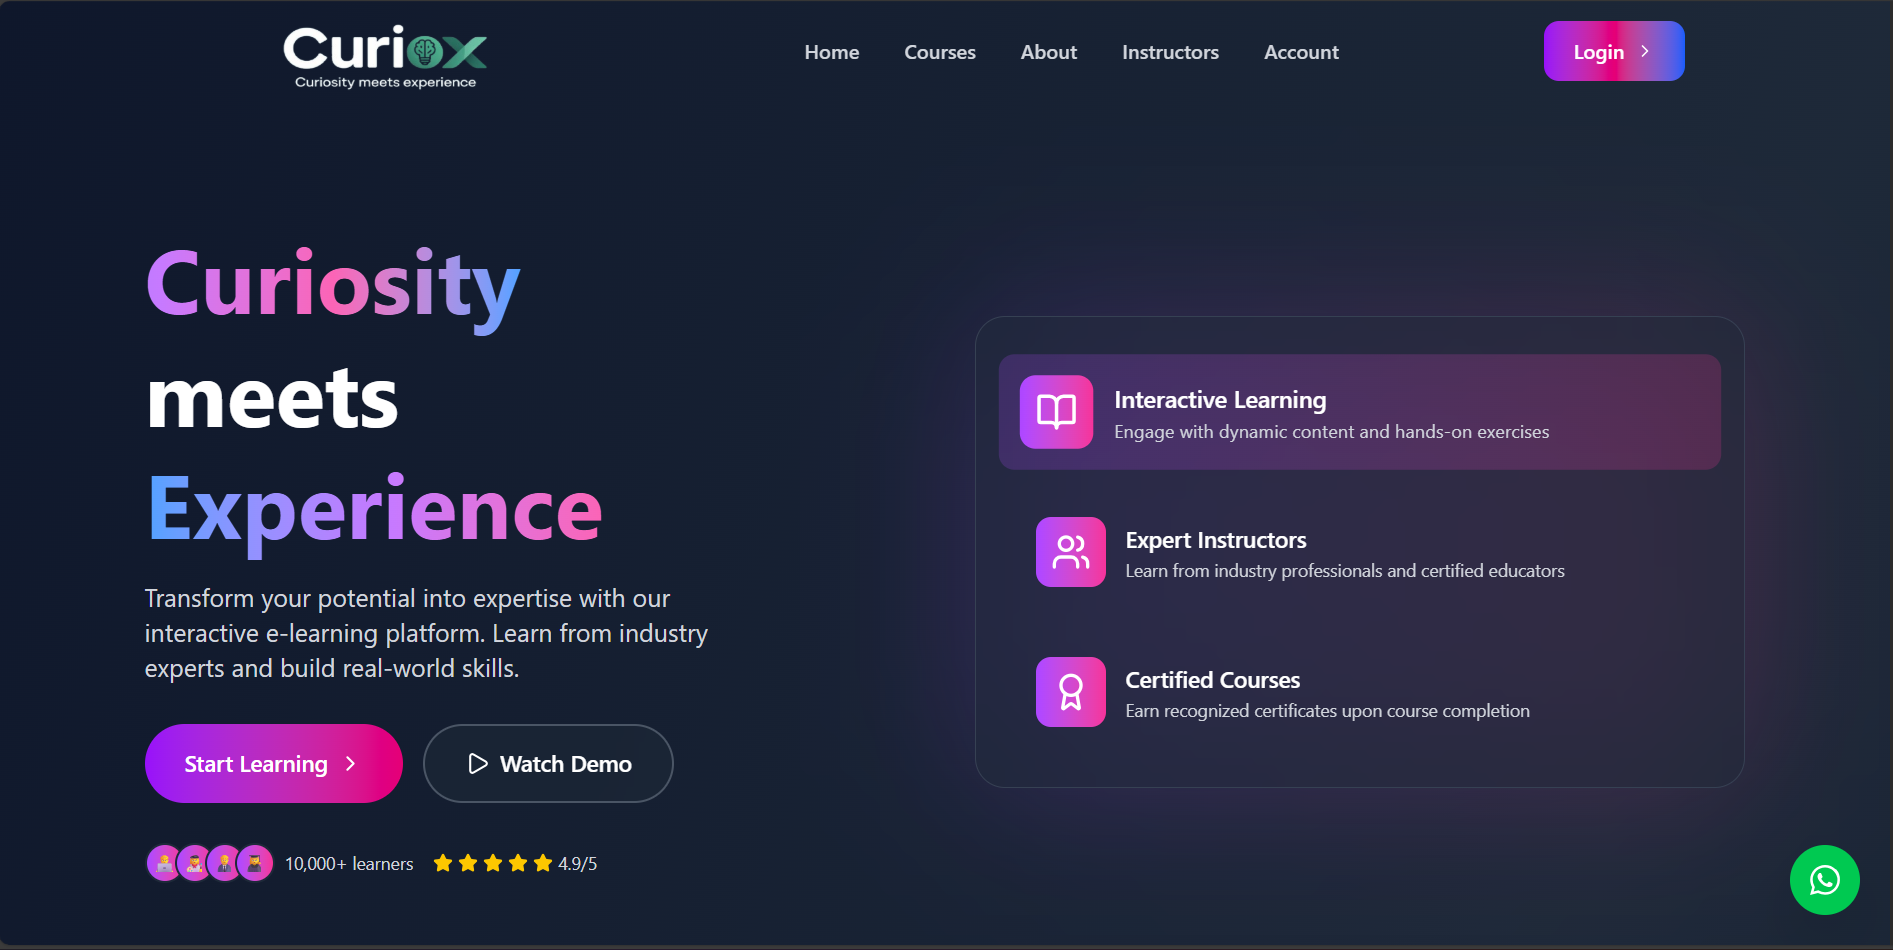 Curiox
Curiosity meets experience
Home
Courses
About
Instructors
Account
Login
Curiosity
meets
Experience
Transform your potential into expertise with our
interactive e-learning platform. Learn from industry
experts and build real-world skills.
Start Learning
Watch Demo
10,000+ learners
4.9/5
Interactive Learning
Engage with dynamic content and hands-on exercises
Expert Instructors
Learn from industry professionals and certified educators
Certified Courses
Earn recognized certificates upon course completion